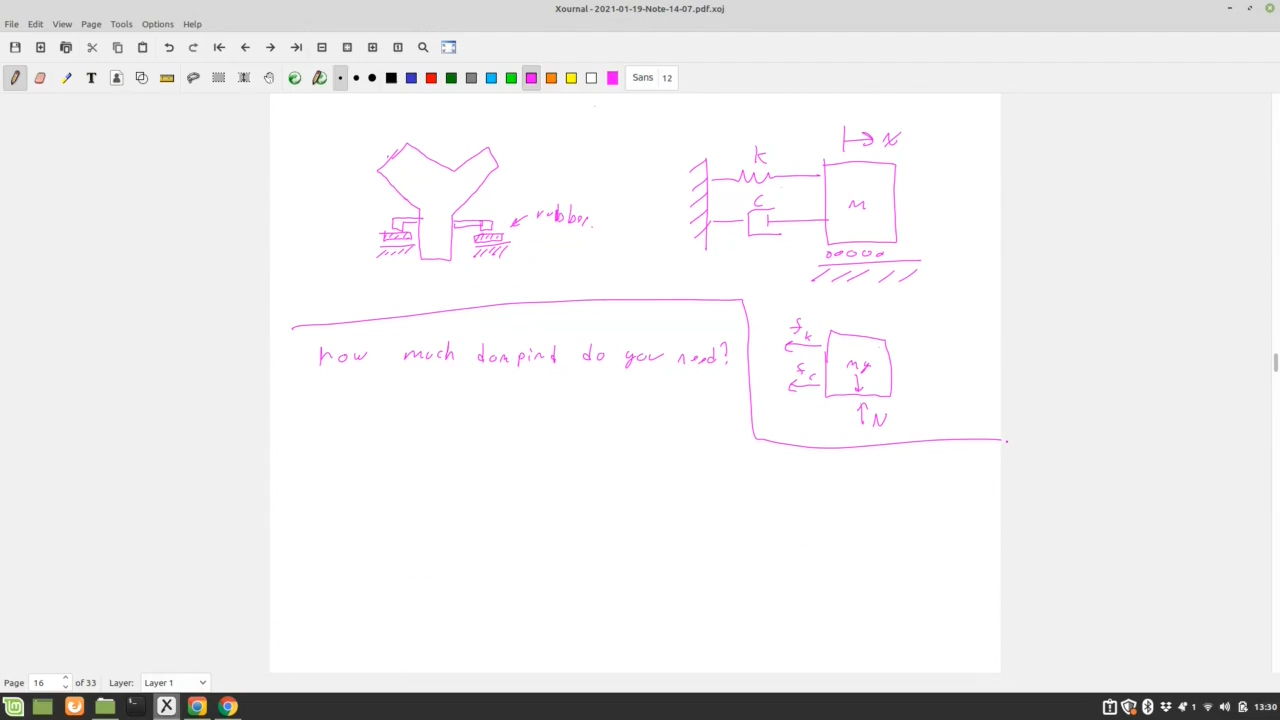 Xournal - 2021-01-19-Note-14-07.pdf.xoj
File Edit View Page Tools Options Help
Sans 12
rubber.
k
x
c
M
how much damping do you need?
fk
fc
mg
N
Page 16 of 33 Layer: Layer 1
1 13:30